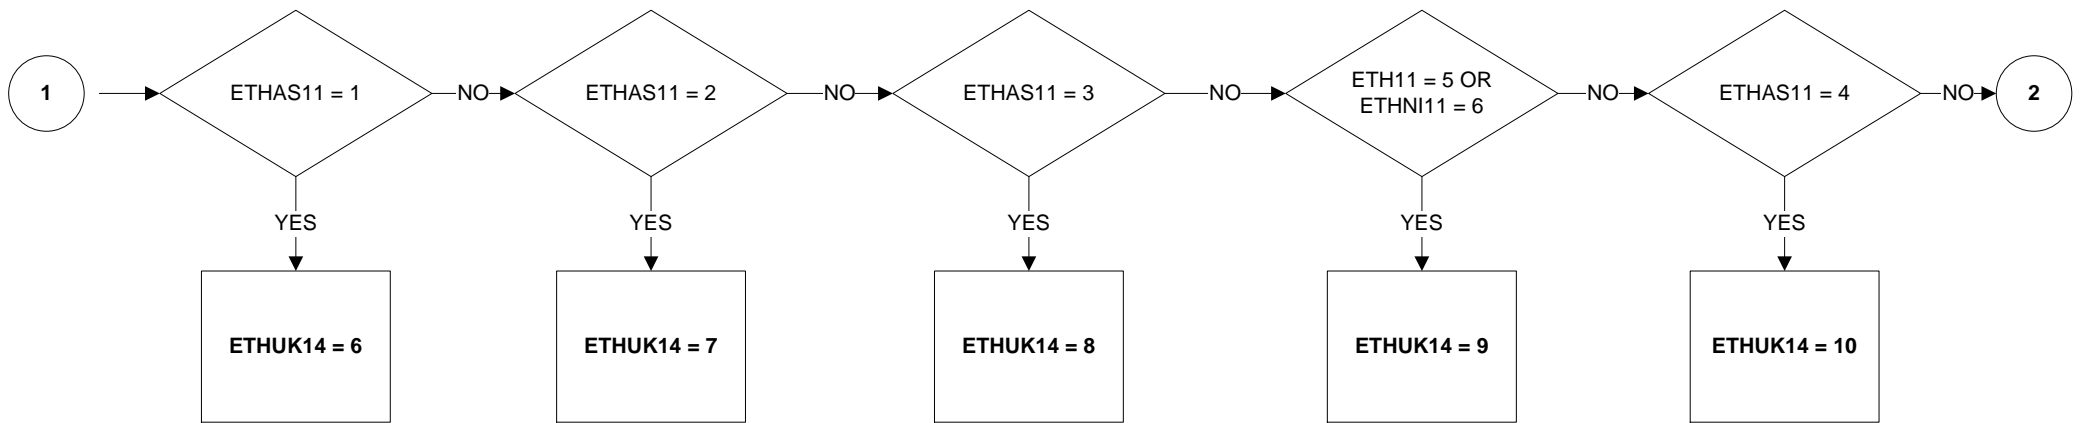 1
ETHAS11 = 1
NO
ETHAS11 = 2
NO
ETHAS11 = 3
NO
ETH11 = 5 OR
ETHNI11 = 6
NO
ETHAS11 = 4
NO
2
YES
YES
YES
YES
YES
ETHUK14 = 6
ETHUK14 = 7
ETHUK14 = 8
ETHUK14 = 9
ETHUK14 = 10